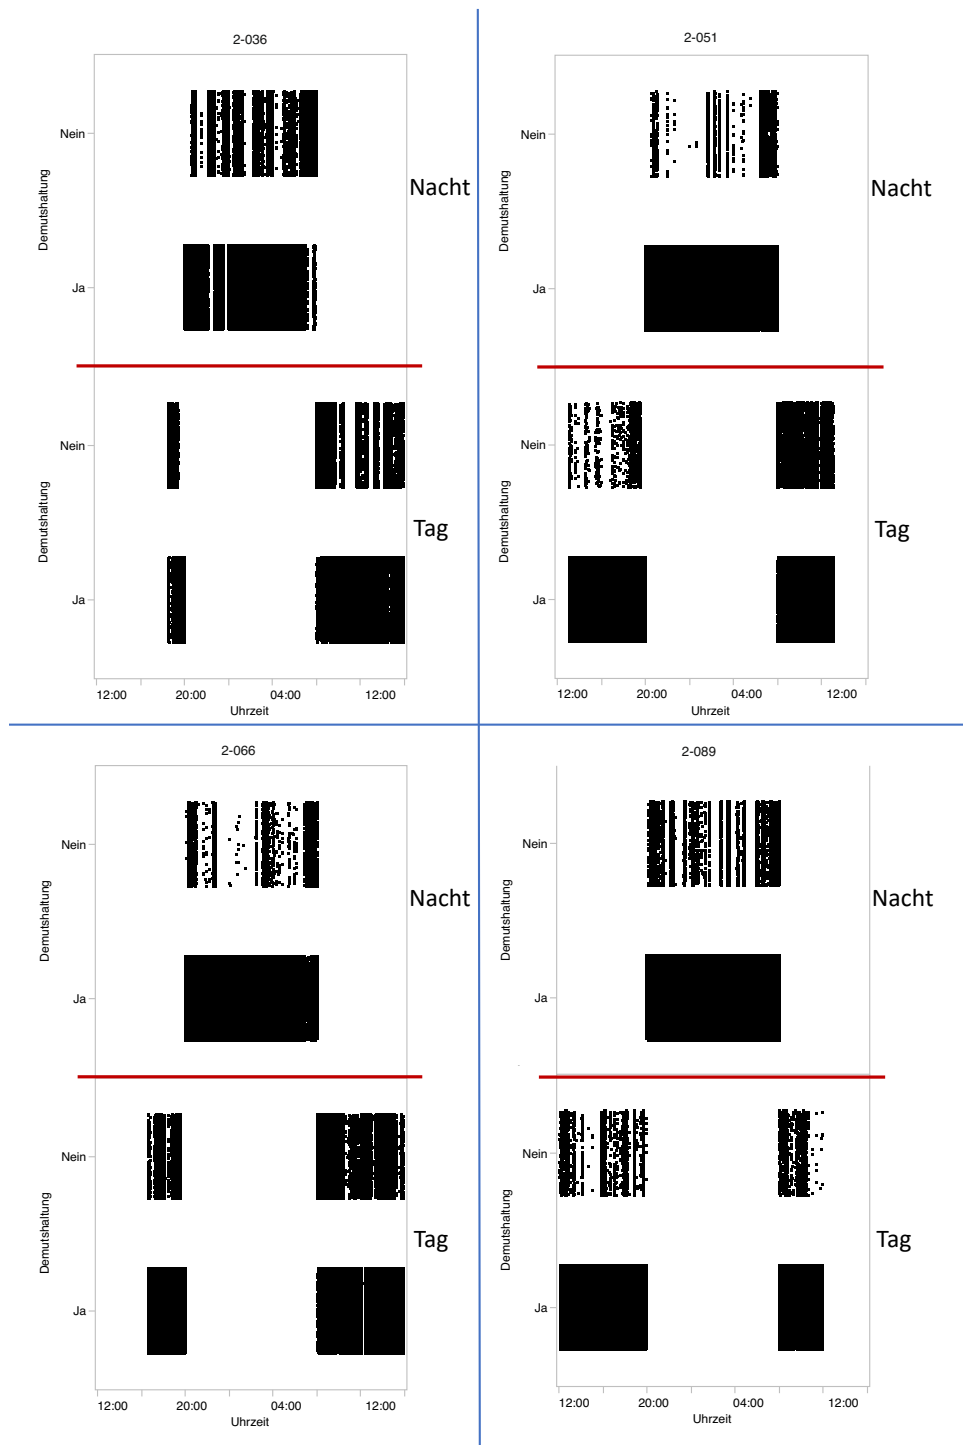 2-036
Nein
Nacht
Demutshaltung
Ja
Nein
Demutshaltung
Tag
Ja
12:00 20:00 04:00 12:00
Uhrzeit
2-051
Nein
Nacht
Demutshaltung
Ja
Nein
Demutshaltung
Tag
Ja
12:00 20:00 04:00 12:00
Uhrzeit
2-066
Nein
Nacht
Demutshaltung
Ja
Nein
Demutshaltung
Tag
Ja
12:00 20:00 04:00 12:00
Uhrzeit
2-089
Nein
Nacht
Demutshaltung
Ja
Nein
Demutshaltung
Tag
Ja
12:00 20:00 04:00 12:00
Uhrzeit